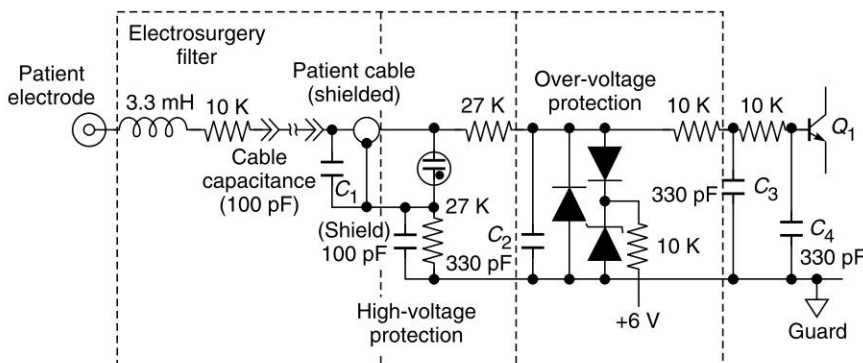 Electrosurgery
filter
Patient
electrode
3.3 mH
10 K
Patient cable
(shielded)
Cable
capacitance
(100 pF)
C1
(Shield)
100 pF
27 K
27 K
330 pF
High-voltage
protection
C2
Over-voltage
protection
10 K
+6 V
10 K
10 K
Q1
330 pF
C3
C4
330 pF
Guard